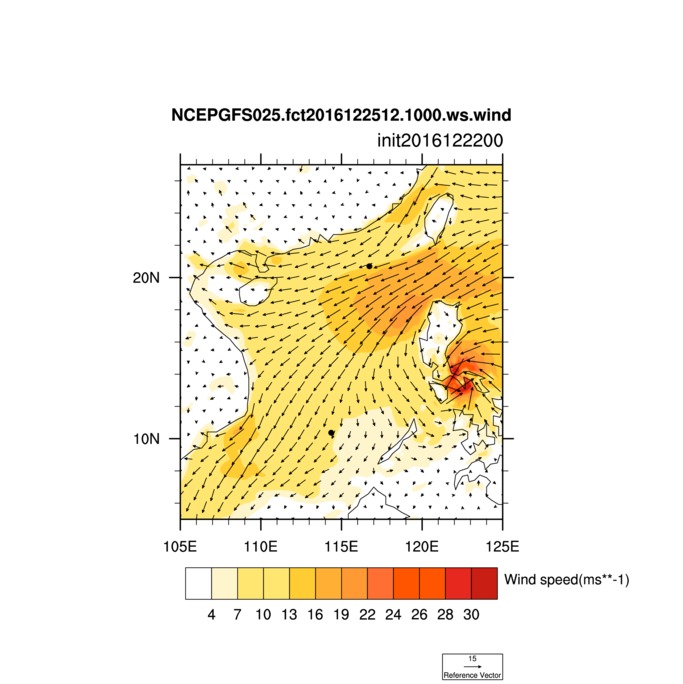 NCEPGFS025.fct2016122512.1000.ws.wind
init2016122200
20N
10N
105E 110E 115E 120E 125E
Wind speed(ms**-1)
4 7 10 13 16 19 22 24 26 28 30
15
Reference Vector